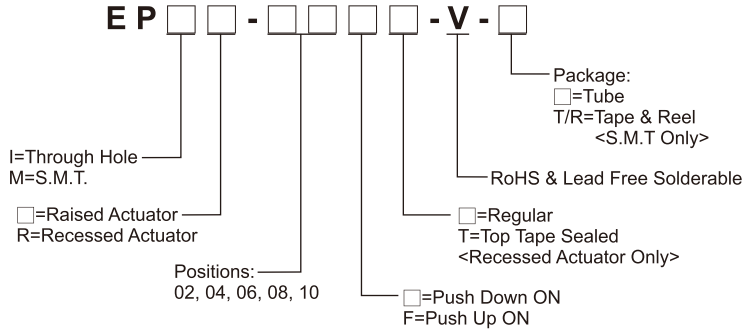 EP□□-□□□□-V-□
Package:
□=Tube
T/R=Tape & Reel
<S.M.T Only>
I=Through Hole
M=S.M.T.
RoHS & Lead Free Solderable
□=Raised Actuator
R=Recessed Actuator
□=Regular
T=Top Tape Sealed
<Recessed Actuator Only>
Positions:
02, 04, 06, 08, 10
□=Push Down ON
F=Push Up ON